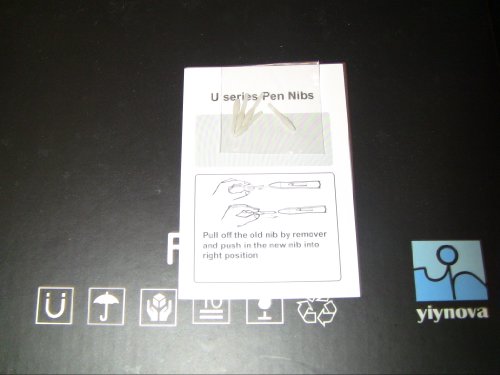 U series Pen Nibs
Pull off the old nib by remover
and push in the new nib into
right position
10
yiynova